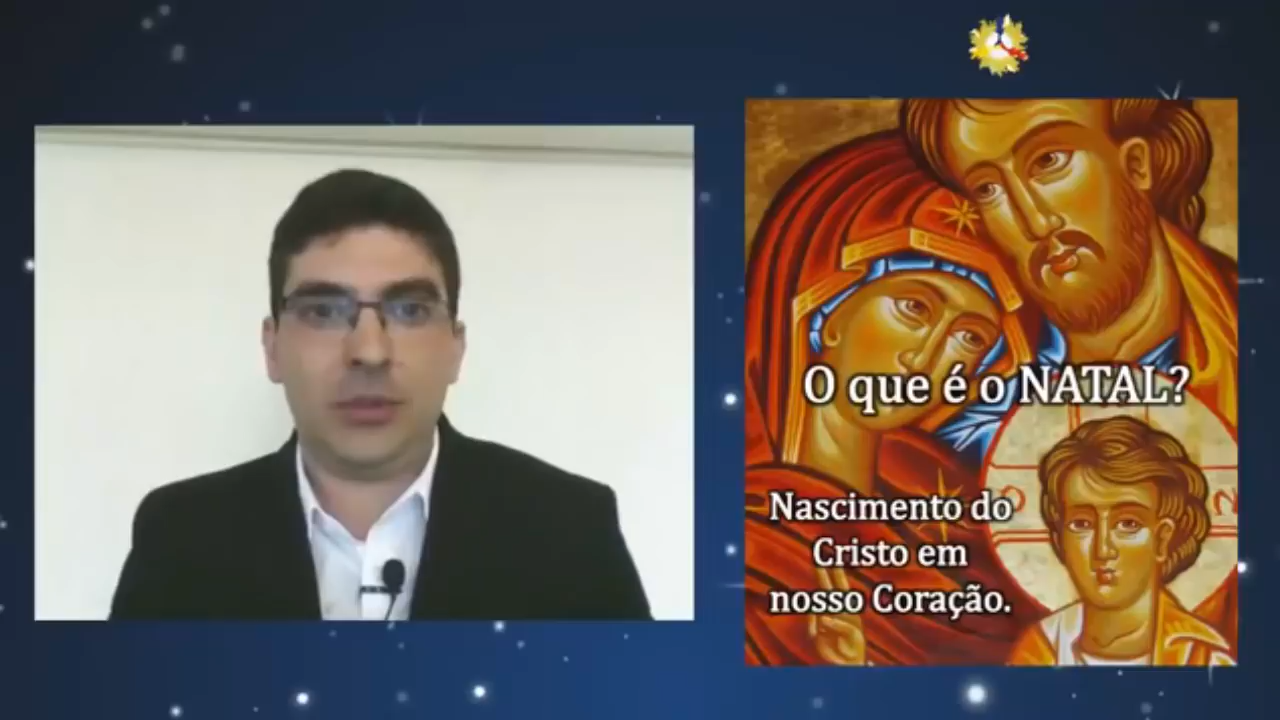 O que é o NATAL?
Nascimento do
Cristo em
nosso Coração.